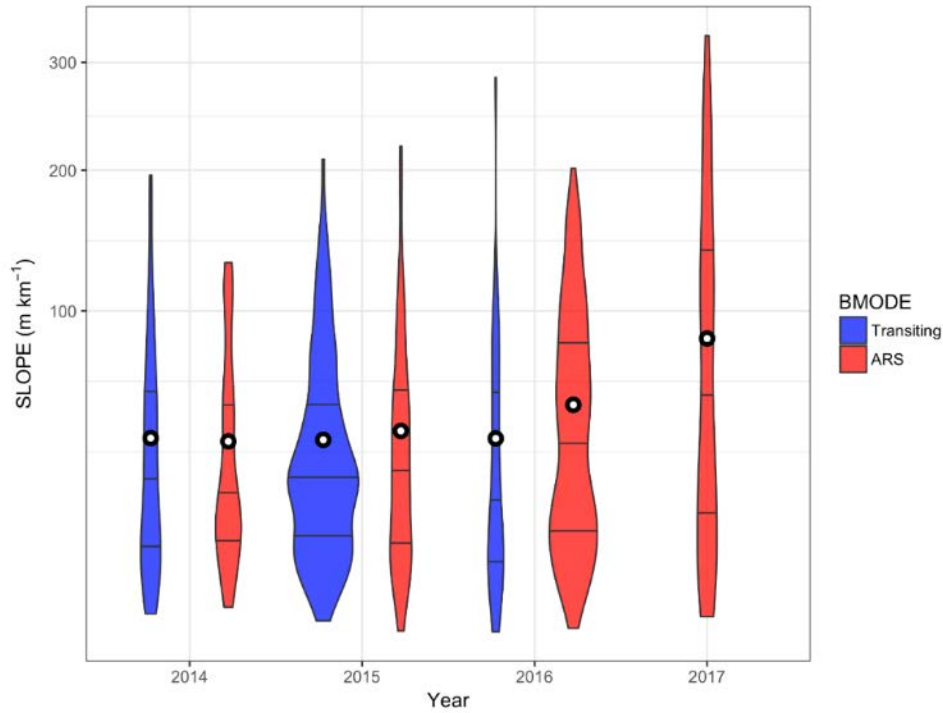 300
200
100
SLOPE (m km⁻¹)
2014 2015 2016 2017
Year
BMODE
Transiting
ARS